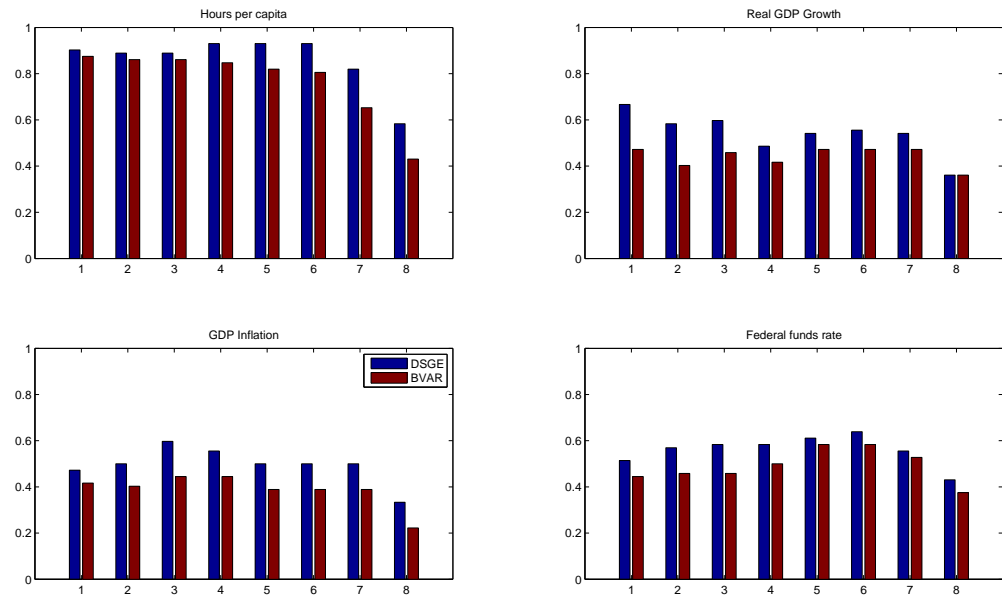 Hours per capita
1
0.8
0.6
0.4
0.2
0
1 2 3 4 5 6 7 8
Real GDP Growth
1
0.8
0.6
0.4
0.2
0
1 2 3 4 5 6 7 8
GDP Inflation
1
0.8
0.6
0.4
0.2
0
1 2 3 4 5 6 7 8
DSGE
BVAR
Federal funds rate
1
0.8
0.6
0.4
0.2
0
1 2 3 4 5 6 7 8